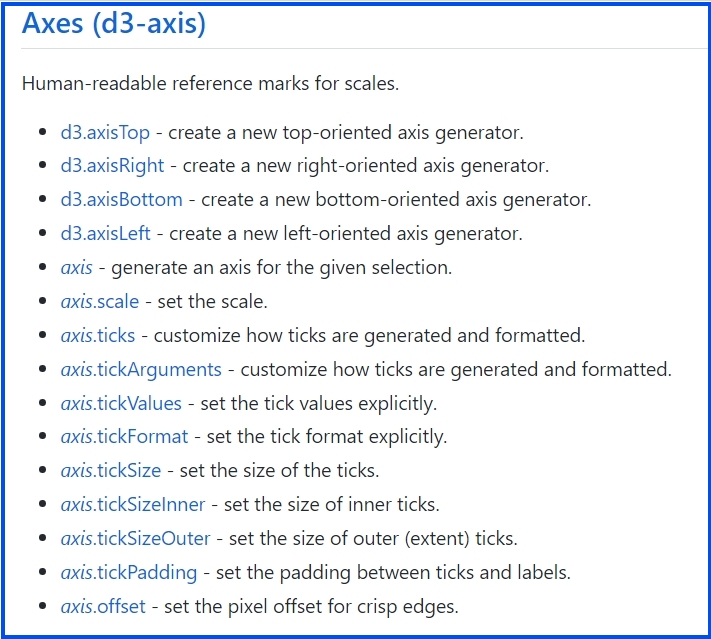 Axes (d3-axis)
Human-readable reference marks for scales.
• d3.axisTop - create a new top-oriented axis generator.
• d3.axisRight - create a new right-oriented axis generator.
• d3.axisBottom - create a new bottom-oriented axis generator.
• d3.axisLeft - create a new left-oriented axis generator.
• axis - generate an axis for the given selection.
• axis.scale - set the scale.
• axis.ticks - customize how ticks are generated and formatted.
• axis.tickArguments - customize how ticks are generated and formatted.
• axis.tickValues - set the tick values explicitly.
• axis.tickFormat - set the tick format explicitly.
• axis.tickSize - set the size of the ticks.
• axis.tickSizeInner - set the size of inner ticks.
• axis.tickSizeOuter - set the size of outer (extent) ticks.
• axis.tickPadding - set the padding between ticks and labels.
• axis.offset - set the pixel offset for crisp edges.